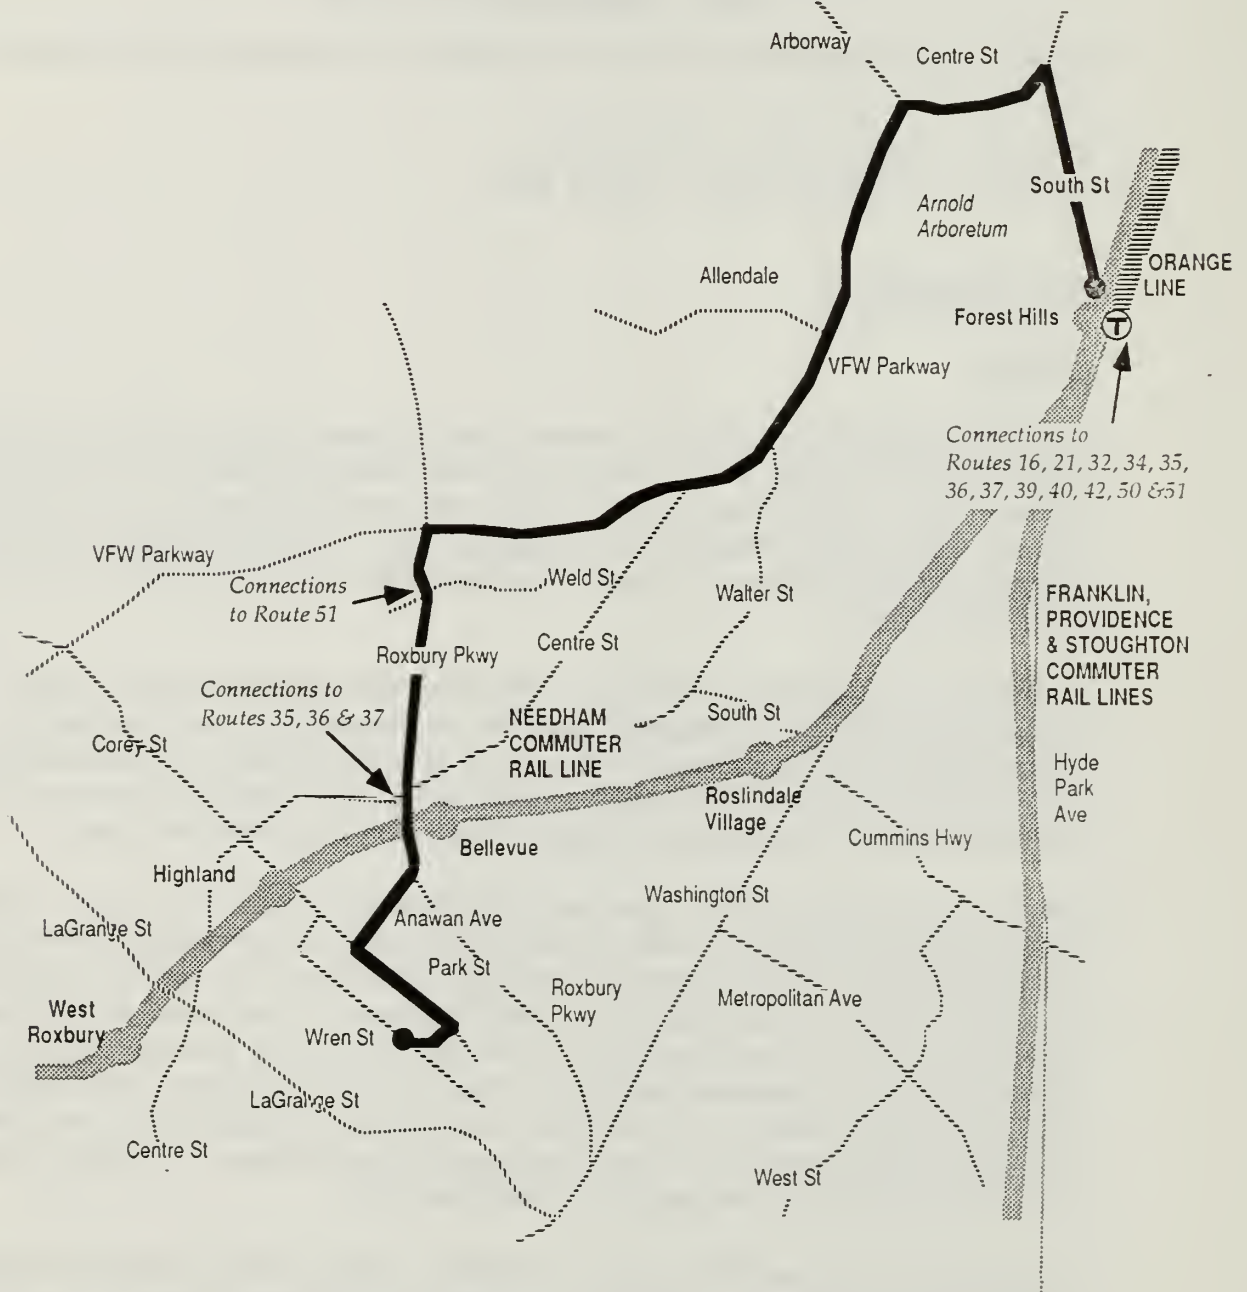 Arborway
Centre St
South St
Arnold
Arboretum
ORANGE
LINE
Allendale
Forest Hills
T
VFW Parkway
Connections to
Routes 16, 21, 32, 34, 35,
36, 37, 39, 40, 42, 50 &51
VFW Parkway
Connections
to Route 51
Weld St
Walter St
FRANKLIN,
PROVIDENCE
& STOUGHTON
COMMUTER
RAIL LINES
Centre St
Roxbury Pkwy
Connections to
Routes 35, 36 & 37
NEEDHAM
COMMUTER
RAIL LINE
South St
Corey St
Hyde
Park
Ave
Roslindale
Village
Cummins Hwy
Bellevue
Highland
Washington St
LaGrange St
Anawan Ave
Park St
Roxbury
Pkwy
Metropolitan Ave
West
Roxbury
Wren St
LaGrange St
Centre St
West St